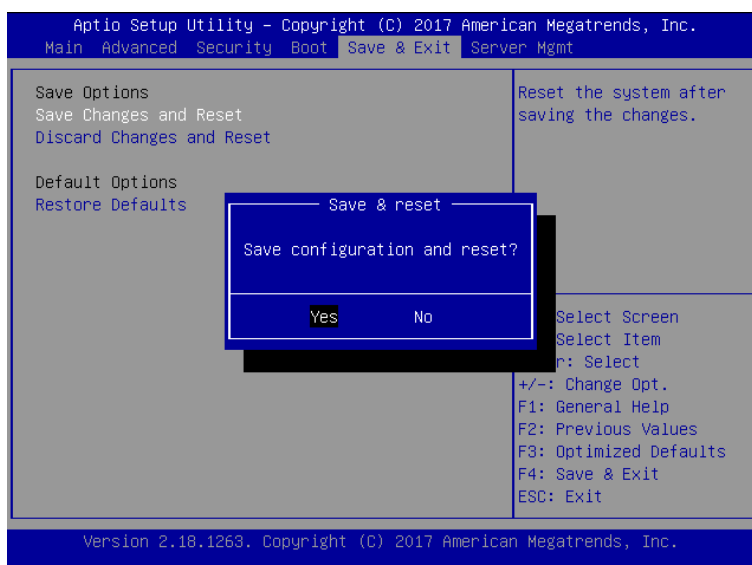 Aptio Setup Utility – Copyright (C) 2017 American Megatrends, Inc.
Main Advanced Security Boot Save & Exit Server Mgmt
Save Options
Save Changes and Reset
Discard Changes and Reset
Default Options
Restore Defaults
Reset the system after
saving the changes.
Save & reset
Save configuration and reset?
Yes No
Select Screen
Select Item
r: Select
+/-: Change Opt.
F1: General Help
F2: Previous Values
F3: Optimized Defaults
F4: Save & Exit
ESC: Exit
Version 2.18.1263. Copyright (C) 2017 American Megatrends, Inc.